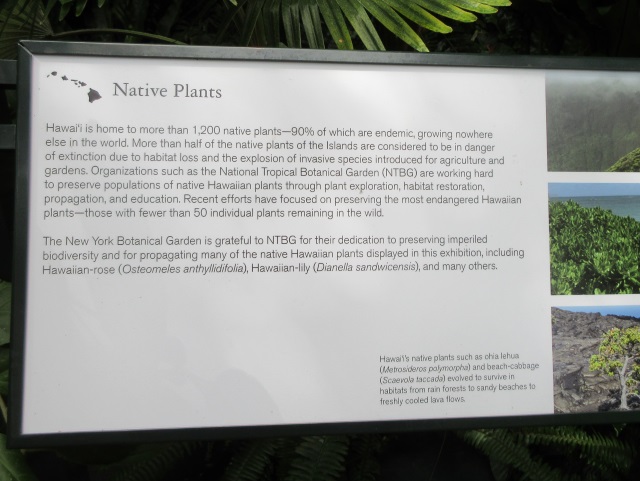 Native Plants
Hawai'i is home to more than 1,200 native plants—90% of which are endemic, growing nowhere
else in the world. More than half of the native plants of the Islands are considered to be in danger
of extinction due to habitat loss and the explosion of invasive species introduced for agriculture and
gardens. Organizations such as the National Tropical Botanical Garden (NTBG) are working hard
to preserve populations of native Hawaiian plants through plant exploration, habitat restoration,
propagation, and education. Recent efforts have focused on preserving the most endangered Hawaiian
plants—those with fewer than 50 individual plants remaining in the wild.
The New York Botanical Garden is grateful to NTBG for their dedication to preserving imperiled
biodiversity and for propagating many of the native Hawaiian plants displayed in this exhibition, including
Hawaiian-rose (Osteomeles anthyllidifolia), Hawaiian-lily (Dianella sandwicensis), and many others.
Hawai'i's native plants such as ohia lehua
(Metrosideros polymorpha) and beach-cabbage
(Scaevola taccada) evolved to survive in
habitats from rain forests to sandy beaches to
freshly cooled lava flows.